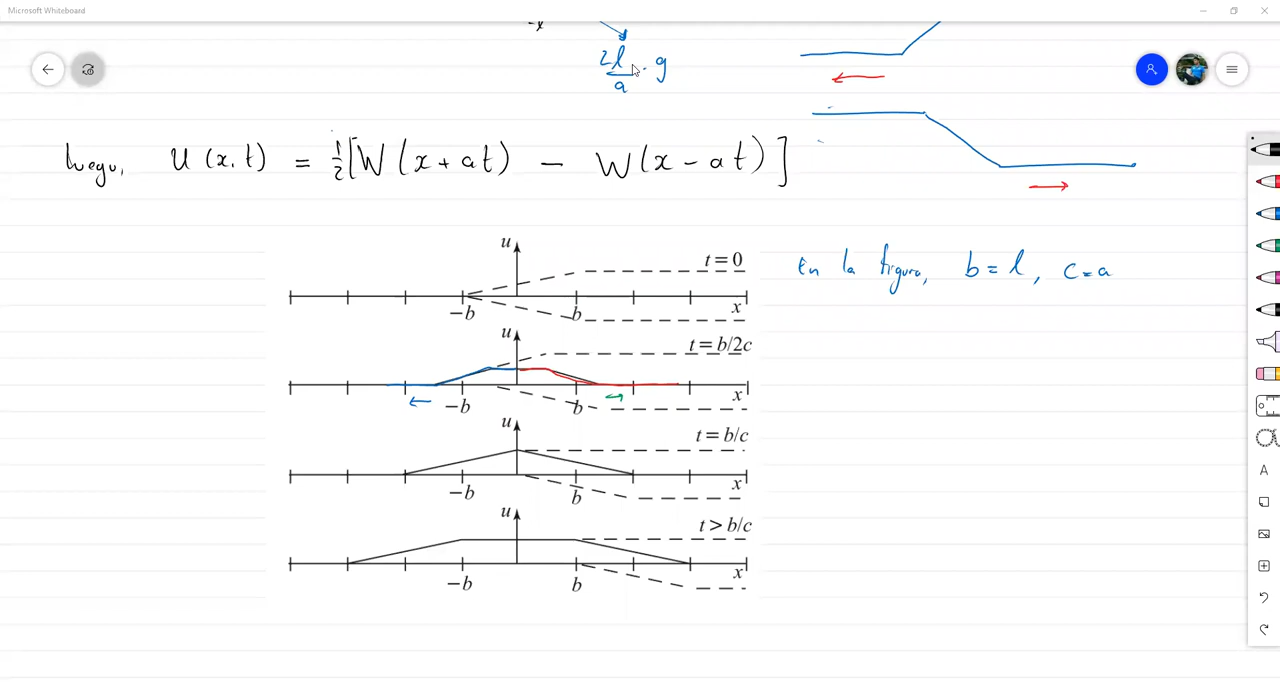 Microsoft Whiteboard
-l
2l/a · g
luego, u(x,t) = 1/2 [W(x+at) - W(x-at)]
u
t=0
-b b x
En la figura, b=l, c=a
u
t=b/2c
-b b x
u
t=b/c
-b b x
u
t>b/c
-b b x
A